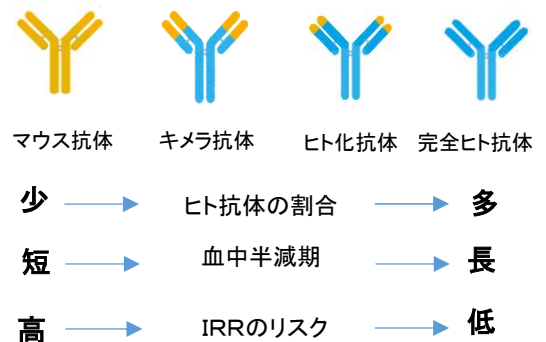 マウス抗体 キメラ抗体 ヒト化抗体 完全ヒト抗体
少 ヒト抗体の割合 多
短 血中半減期 長
高 IRRのリスク 低